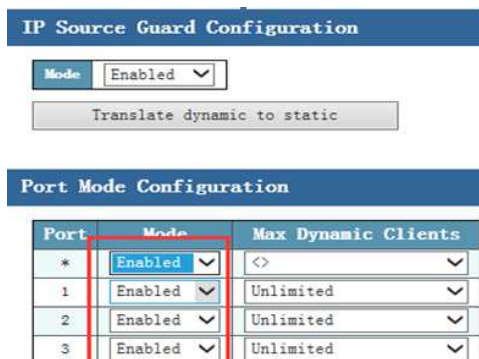 IP Source Guard Configuration
Mode Enabled
Translate dynamic to static
Port Mode Configuration
Port Mode Max Dynamic Clients
* Enabled <>
1 Enabled Unlimited
2 Enabled Unlimited
3 Enabled Unlimited